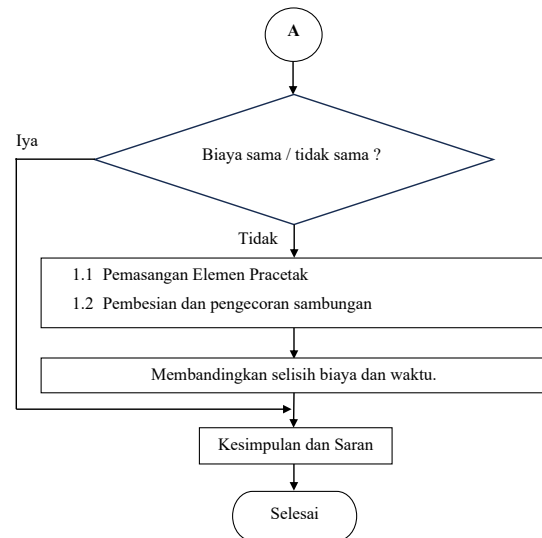 A
Iya
Biaya sama / tidak sama ?
Tidak
1.1 Pemasangan Elemen Pracetak
1.2 Pembesian dan pengecoran sambungan
Membandingkan selisih biaya dan waktu.
Kesimpulan dan Saran
Selesai